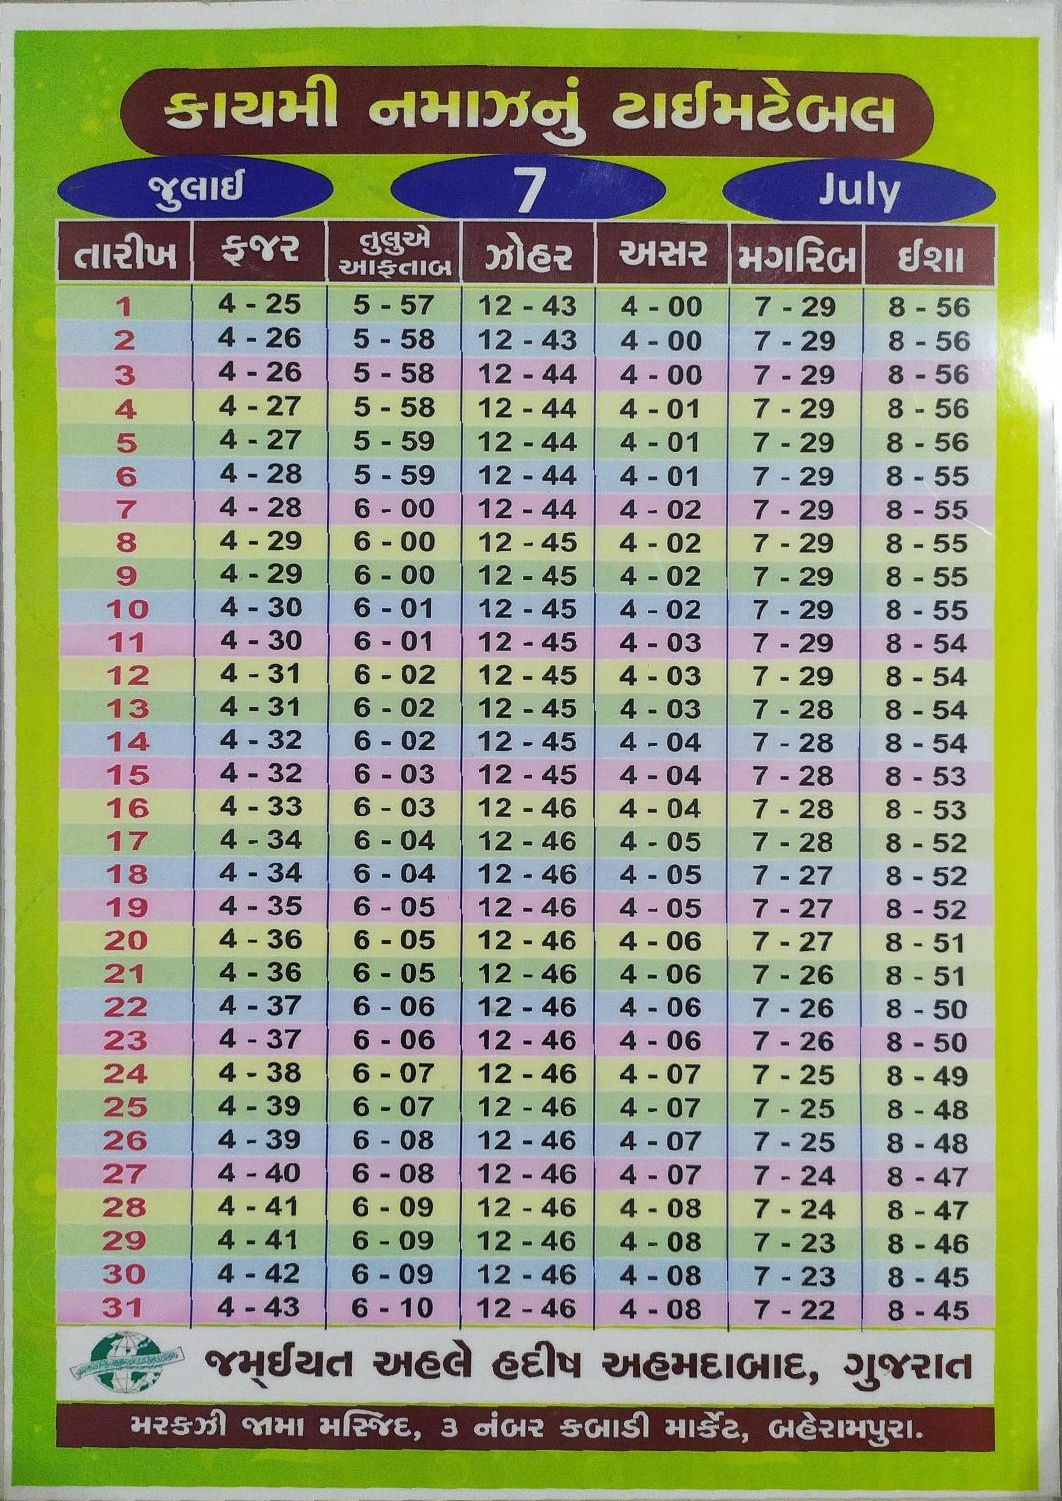 કાયમી નમાઝનું ટાઈમટેબલ
જુલાઈ 7 July
તારીખ ફજર તુલુએ આફતાબ ઝોહર અસર મગરિબ ઈશા
1 4 - 25 5 - 57 12 - 43 4 - 00 7 - 29 8 - 56
2 4 - 26 5 - 58 12 - 43 4 - 00 7 - 29 8 - 56
3 4 - 26 5 - 58 12 - 44 4 - 00 7 - 29 8 - 56
4 4 - 27 5 - 58 12 - 44 4 - 01 7 - 29 8 - 56
5 4 - 27 5 - 59 12 - 44 4 - 01 7 - 29 8 - 56
6 4 - 28 5 - 59 12 - 44 4 - 01 7 - 29 8 - 55
7 4 - 28 6 - 00 12 - 44 4 - 02 7 - 29 8 - 55
8 4 - 29 6 - 00 12 - 45 4 - 02 7 - 29 8 - 55
9 4 - 29 6 - 00 12 - 45 4 - 02 7 - 29 8 - 55
10 4 - 30 6 - 01 12 - 45 4 - 02 7 - 29 8 - 55
11 4 - 30 6 - 01 12 - 45 4 - 03 7 - 29 8 - 54
12 4 - 31 6 - 02 12 - 45 4 - 03 7 - 29 8 - 54
13 4 - 31 6 - 02 12 - 45 4 - 03 7 - 28 8 - 54
14 4 - 32 6 - 02 12 - 45 4 - 04 7 - 28 8 - 54
15 4 - 32 6 - 03 12 - 45 4 - 04 7 - 28 8 - 53
16 4 - 33 6 - 03 12 - 46 4 - 04 7 - 28 8 - 53
17 4 - 34 6 - 04 12 - 46 4 - 05 7 - 28 8 - 52
18 4 - 34 6 - 04 12 - 46 4 - 05 7 - 27 8 - 52
19 4 - 35 6 - 05 12 - 46 4 - 05 7 - 27 8 - 52
20 4 - 36 6 - 05 12 - 46 4 - 06 7 - 27 8 - 51
21 4 - 36 6 - 05 12 - 46 4 - 06 7 - 26 8 - 51
22 4 - 37 6 - 06 12 - 46 4 - 06 7 - 26 8 - 50
23 4 - 37 6 - 06 12 - 46 4 - 06 7 - 26 8 - 50
24 4 - 38 6 - 07 12 - 46 4 - 07 7 - 25 8 - 49
25 4 - 39 6 - 07 12 - 46 4 - 07 7 - 25 8 - 48
26 4 - 39 6 - 08 12 - 46 4 - 07 7 - 25 8 - 48
27 4 - 40 6 - 08 12 - 46 4 - 07 7 - 24 8 - 47
28 4 - 41 6 - 09 12 - 46 4 - 08 7 - 24 8 - 47
29 4 - 41 6 - 09 12 - 46 4 - 08 7 - 23 8 - 46
30 4 - 42 6 - 09 12 - 46 4 - 08 7 - 23 8 - 45
31 4 - 43 6 - 10 12 - 46 4 - 08 7 - 22 8 - 45
જમ્ઈયત અહલે હદીષ અહમદાબાદ, ગુજરાત
મરકઝી જામા મસ્જિદ, ૩ નંબર કબાડી માર્કેટ, બહેરામપુરા.